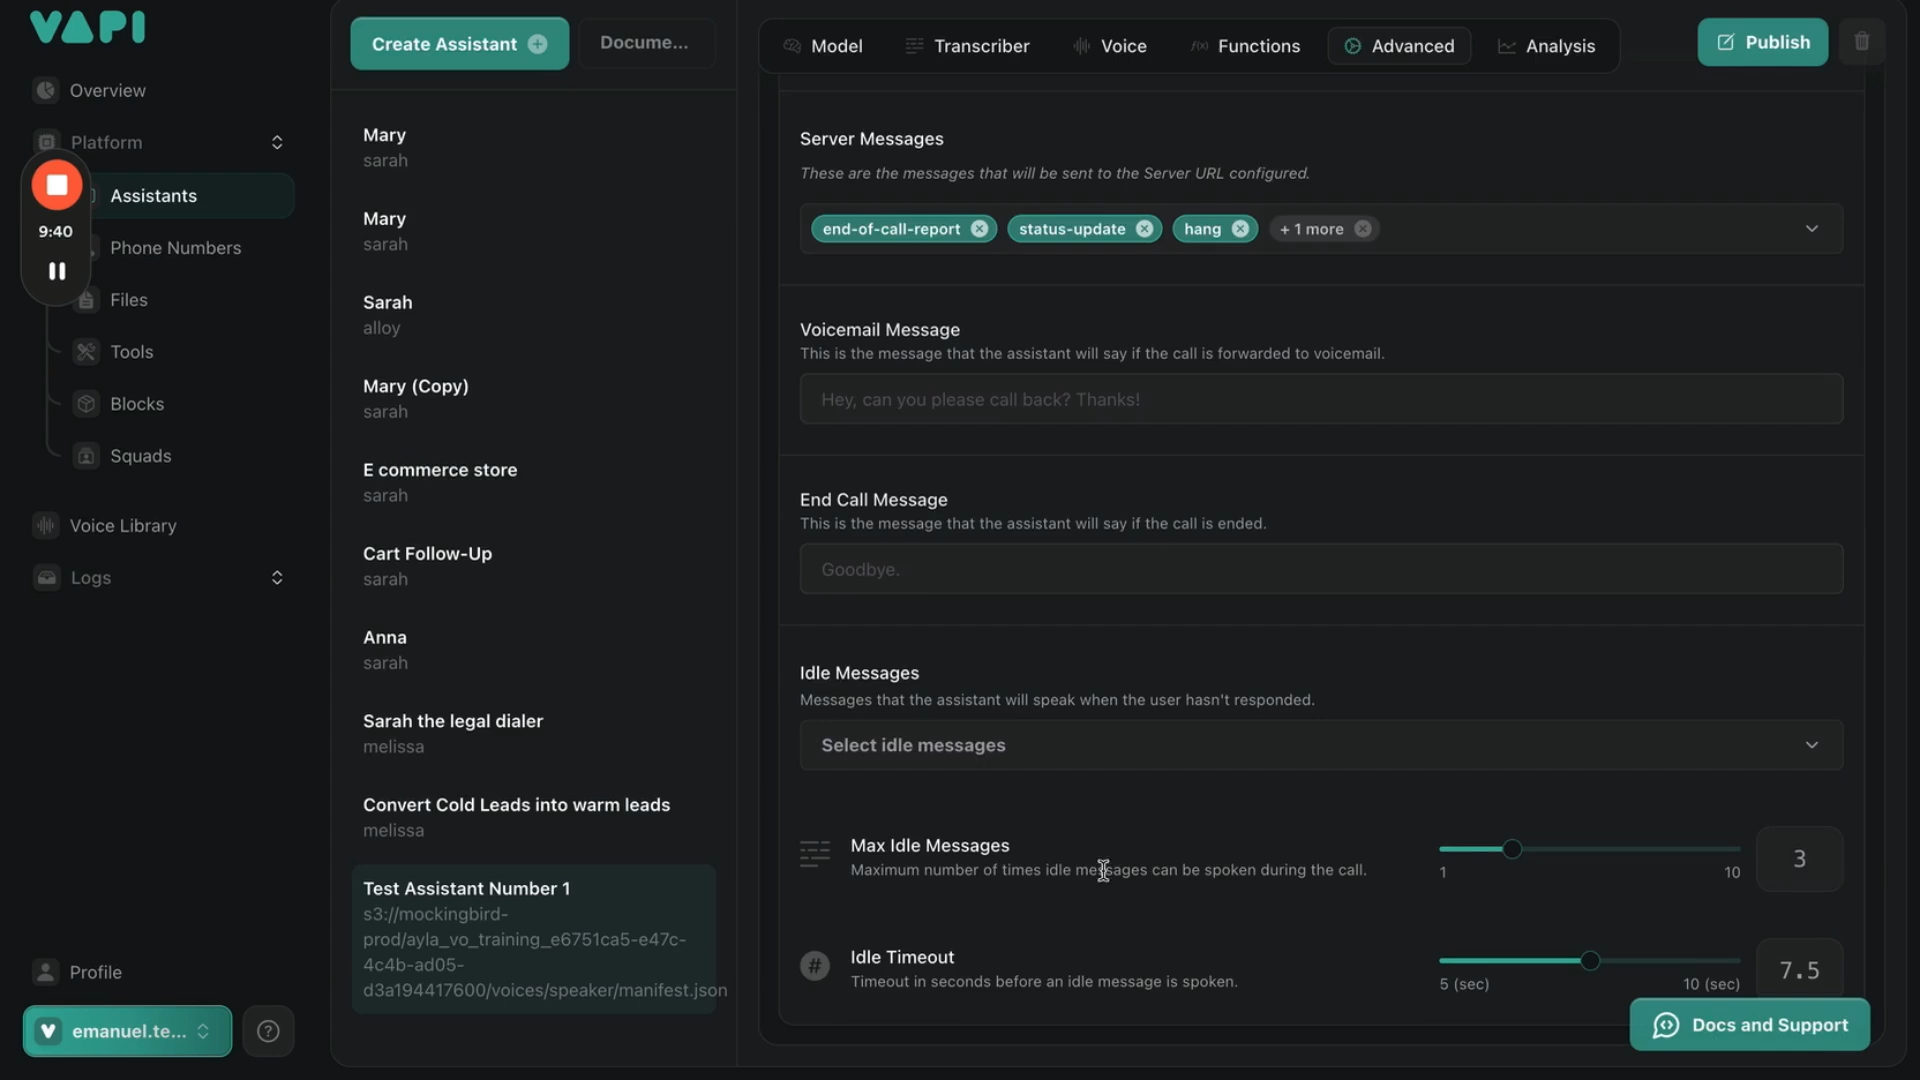 VAPI
Overview
Platform
Assistants
9:40
Phone Numbers
Files
Tools
Blocks
Squads
Voice Library
Logs
Profile
emanuel.te...
Create Assistant
Docume...
Mary
sarah
Mary
sarah
Sarah
alloy
Mary (Copy)
sarah
E commerce store
sarah
Cart Follow-Up
sarah
Anna
sarah
Sarah the legal dialer
melissa
Convert Cold Leads into warm leads
melissa
Test Assistant Number 1
s3://mockingbird-
prod/ayla_vo_training_e6751ca5-e47c-
4c4b-ad05-
d3a194417600/voices/speaker/manifest.json
Model
Transcriber
Voice
Functions
Advanced
Analysis
Publish
Server Messages
These are the messages that will be sent to the Server URL configured.
end-of-call-report status-update hang + 1 more
Voicemail Message
This is the message that the assistant will say if the call is forwarded to voicemail.
Hey, can you please call back? Thanks!
End Call Message
This is the message that the assistant will say if the call is ended.
Goodbye.
Idle Messages
Messages that the assistant will speak when the user hasn't responded.
Select idle messages
Max Idle Messages
Maximum number of times idle messages can be spoken during the call.
1 10
3
Idle Timeout
Timeout in seconds before an idle message is spoken.
5 (sec) 10 (sec)
7.5
Docs and Support